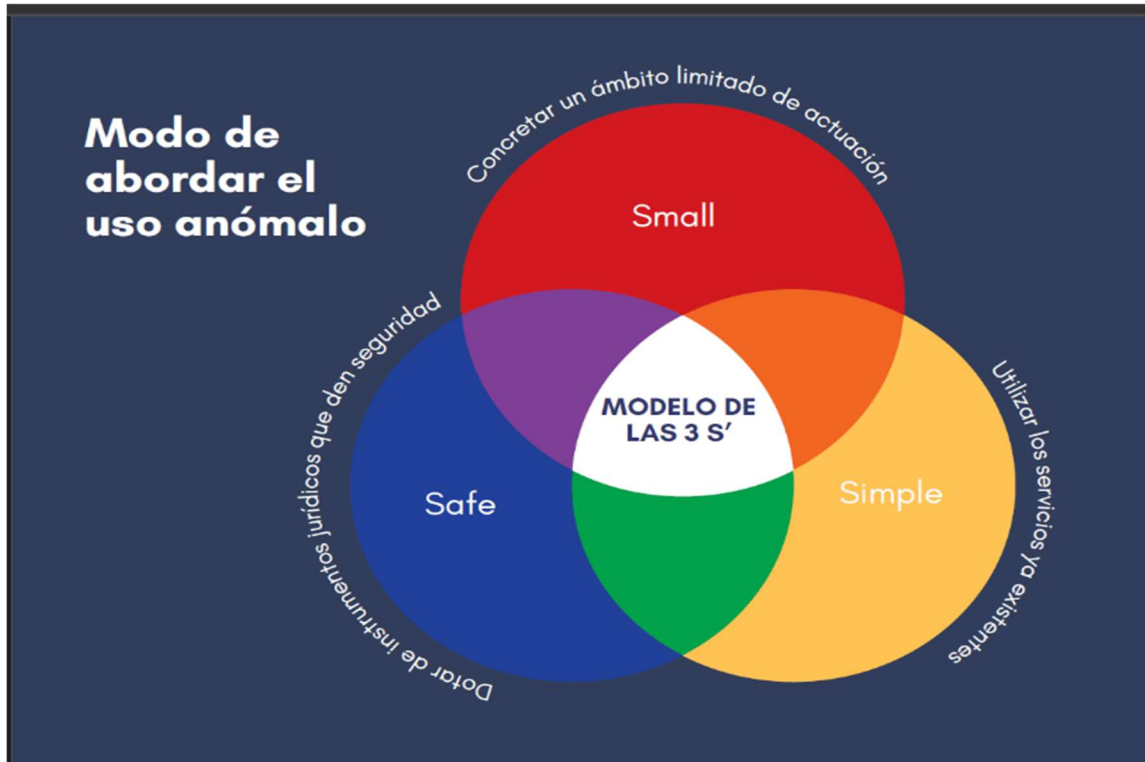 Modo de
abordar el
uso anómalo
Concretar un ámbito limitado de actuación
Small
Dotar de instrumentos jurídicos que den seguridad
Safe
MODELO DE
LAS 3 S’
Simple
Utilizar los servicios ya existentes